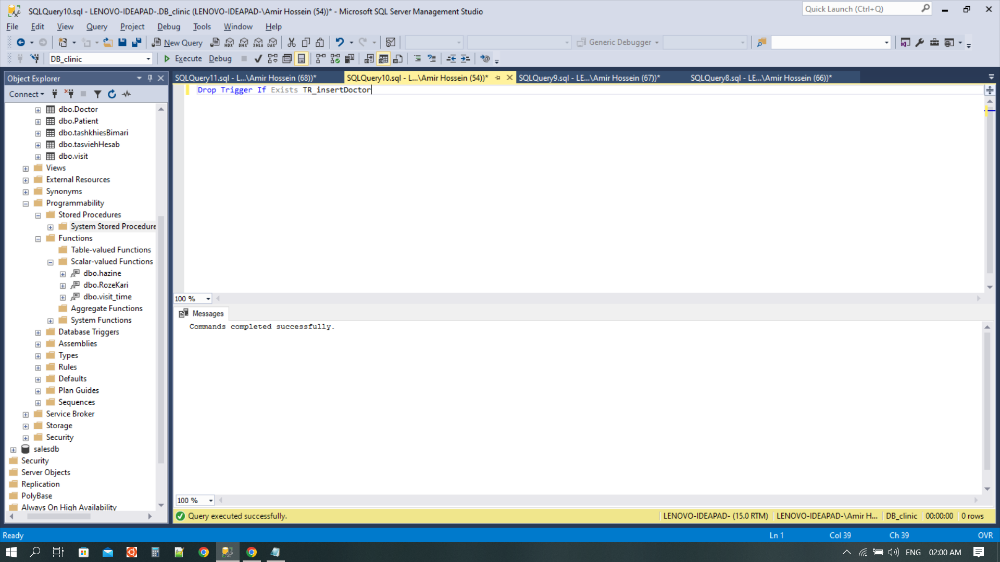 SQLQuery10.sql - LENOVO-IDEAPAD-.DB_clinic (LENOVO-IDEAPAD-\Amir Hossein (54))* - Microsoft SQL Server Management Studio
Quick Launch (Ctrl+Q)
File Edit View Query Project Debug Tools Window Help
New Query MDX DMX XMLA DAX Generic Debugger
DB_clinic Execute Debug
Object Explorer
SQLQuery11.sql - L...\Amir Hossein (68))* SQLQuery10.sql - L...\Amir Hossein (54))* SQLQuery9.sql - LE...\Amir Hossein (67))* SQLQuery8.sql - LE...\Amir Hossein (66))*
Connect
Drop Trigger If Exists TR_insertDoctor
dbo.Doctor
dbo.Patient
dbo.tashkhiesBimari
dbo.tasviehHesab
dbo.visit
Views
External Resources
Synonyms
Programmability
Stored Procedures
System Stored Procedure
Functions
Table-valued Functions
Scalar-valued Functions
dbo.hazine
dbo.RozeKari
dbo.visit_time
Aggregate Functions
System Functions
Database Triggers
Assemblies
Types
Rules
Defaults
Plan Guides
Sequences
Service Broker
Storage
Security
salesdb
Security
Server Objects
Replication
PolyBase
Always On High Availability
100 %
Messages
Commands completed successfully.
100 %
Query executed successfully. LENOVO-IDEAPAD- (15.0 RTM) LENOVO-IDEAPAD-\Amir H... DB_clinic 00:00:00 0 rows
Ready Ln 1 Col 39 Ch 39 OVR
ENG 02:00 AM